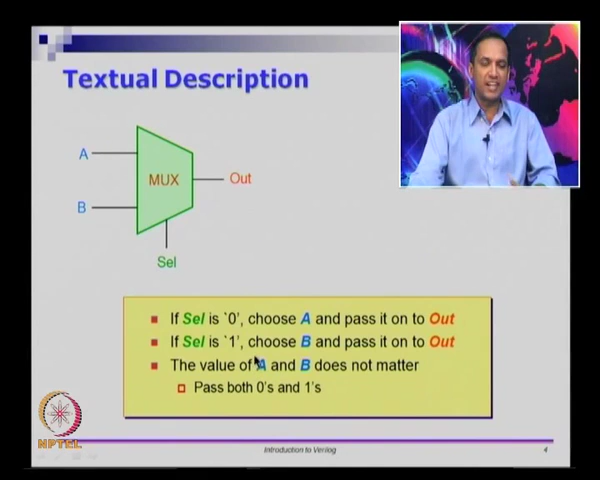 Textual Description
A
MUX
Out
B
Sel
If Sel is `0', choose A and pass it on to Out
If Sel is `1', choose B and pass it on to Out
The value of A and B does not matter
Pass both 0's and 1's
NPTEL
Introduction to Verilog
4